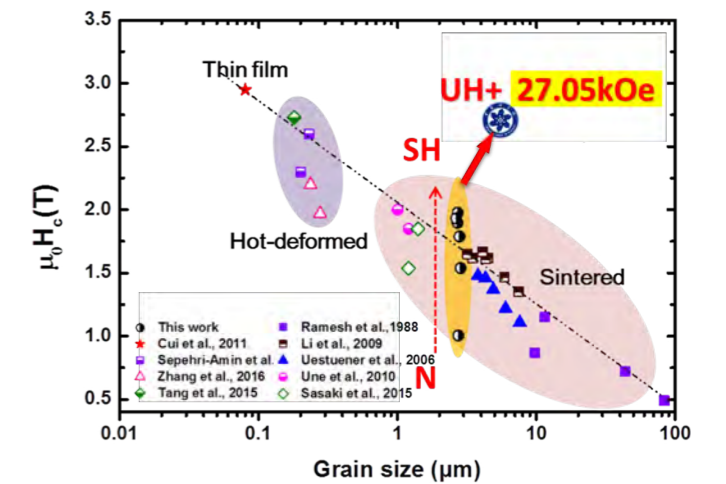 3.5
3.0
2.5
2.0
1.5
1.0
0.5
μ₀Hc(T)
Thin film
UH+ 27.05kOe
SH
Hot-deformed
Sintered
N
This work
Cui et al., 2011
Sepehri-Amin et al.
Zhang et al., 2016
Tang et al., 2015
Ramesh et al.,1988
Li et al., 2009
Uestuener et al., 2006
Une et al., 2010
Sasaki et al., 2015
0.01 0.1 1 10 100
Grain size (μm)